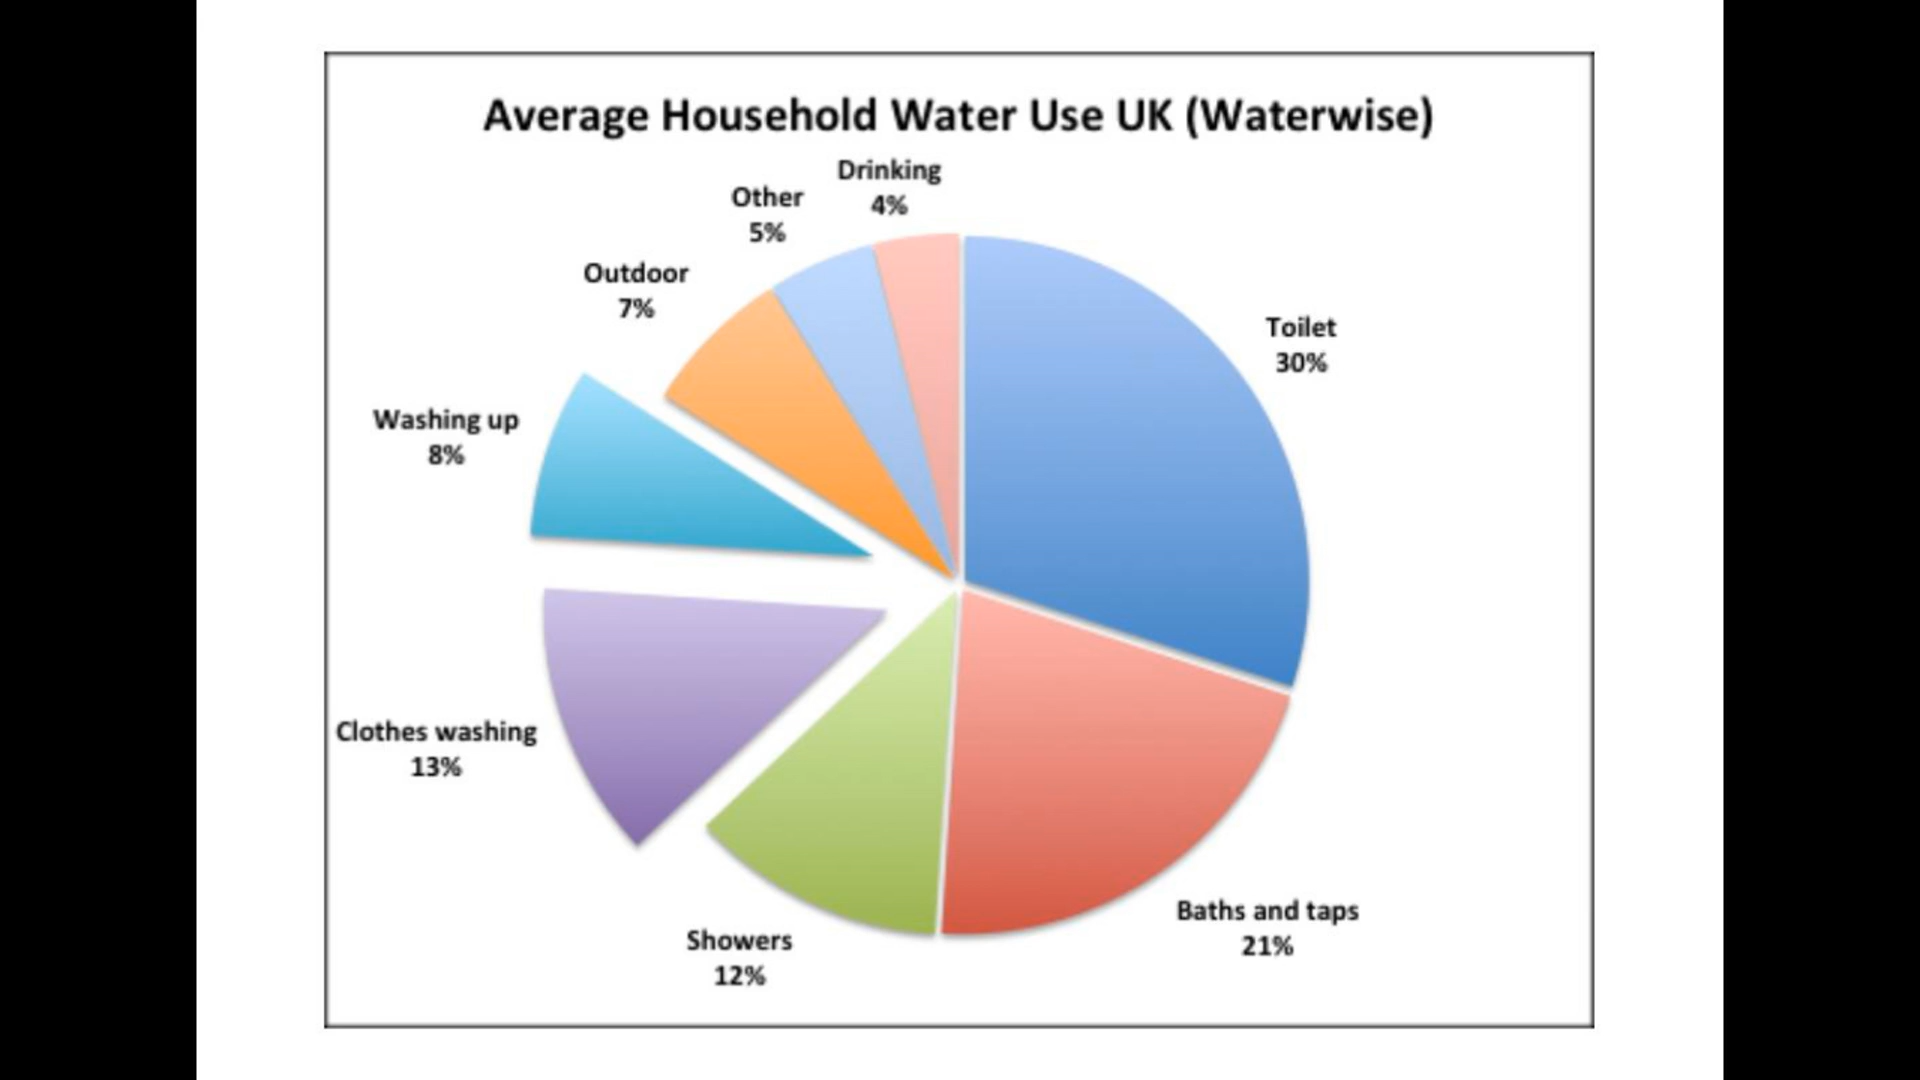 Average Household Water Use UK (Waterwise)
Drinking
4%
Other
5%
Outdoor
7%
Toilet
30%
Washing up
8%
Clothes washing
13%
Baths and taps
21%
Showers
12%